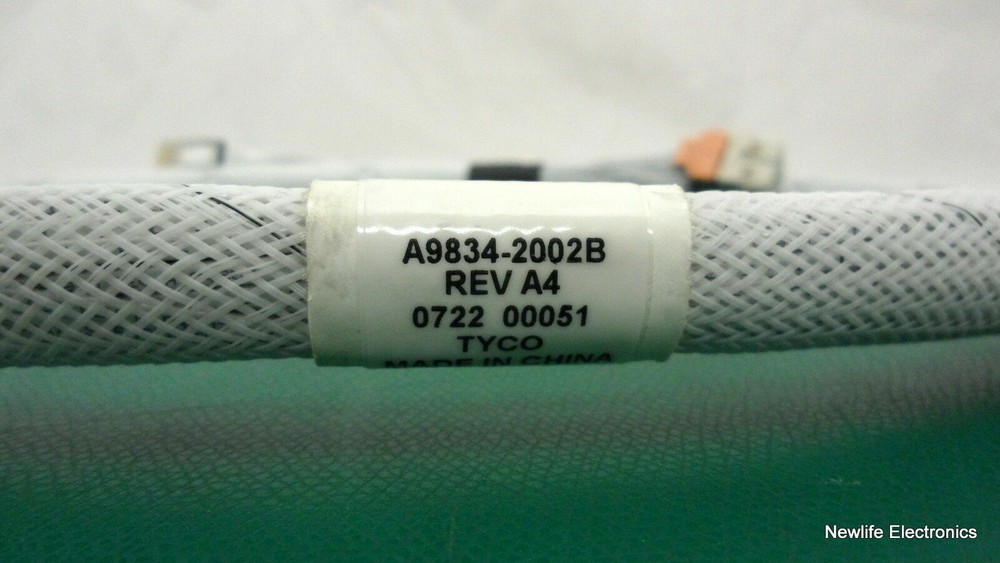 A9834-2002B
REV A4
0722 00051
TYCO
MADE IN CHINA
Newlife Electronics